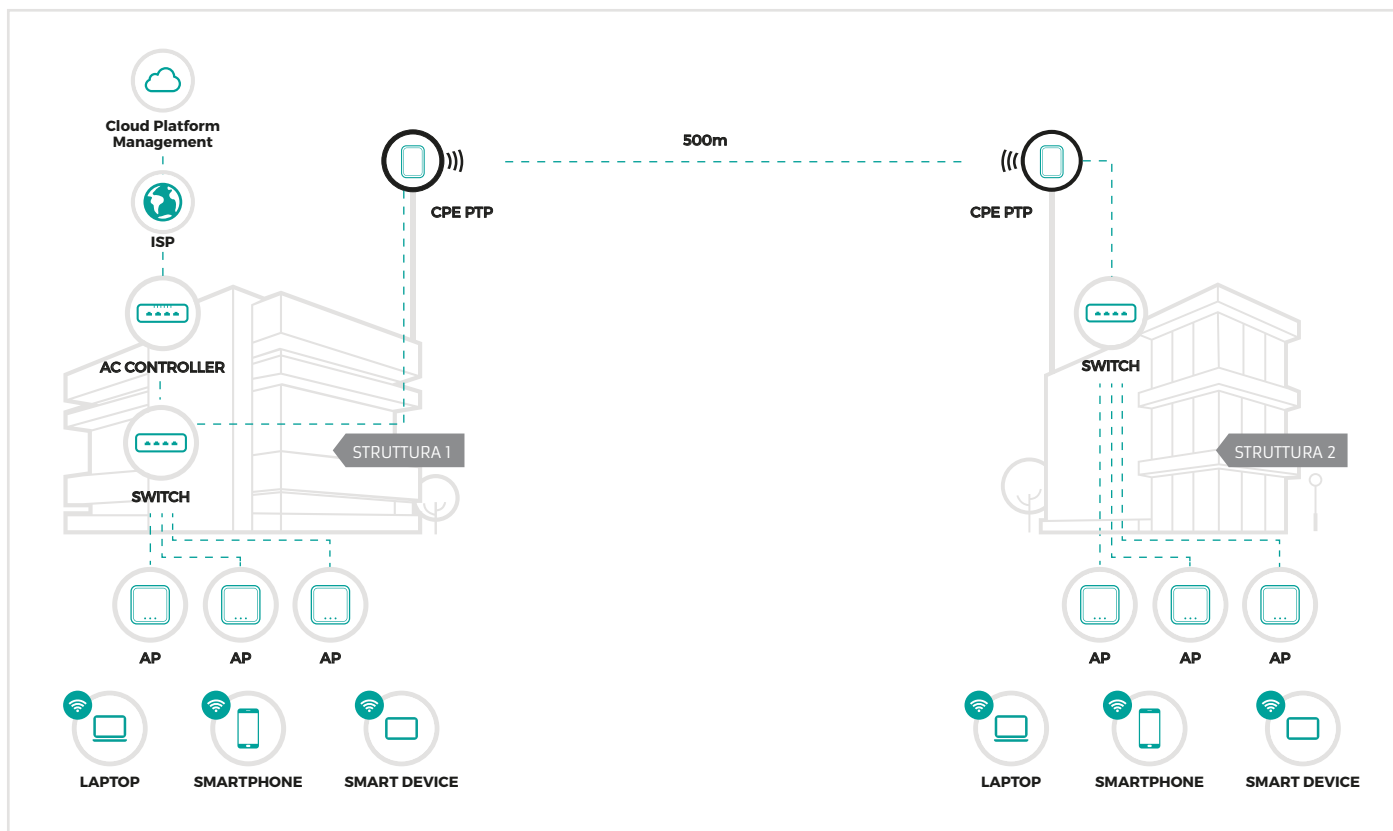 Cloud Platform
Management
500m
CPE PTP
CPE PTP
ISP
AC CONTROLLER
SWITCH
STRUTTURA 1
STRUTTURA 2
SWITCH
AP
AP
AP
AP
AP
AP
LAPTOP
SMARTPHONE
SMART DEVICE
LAPTOP
SMARTPHONE
SMART DEVICE